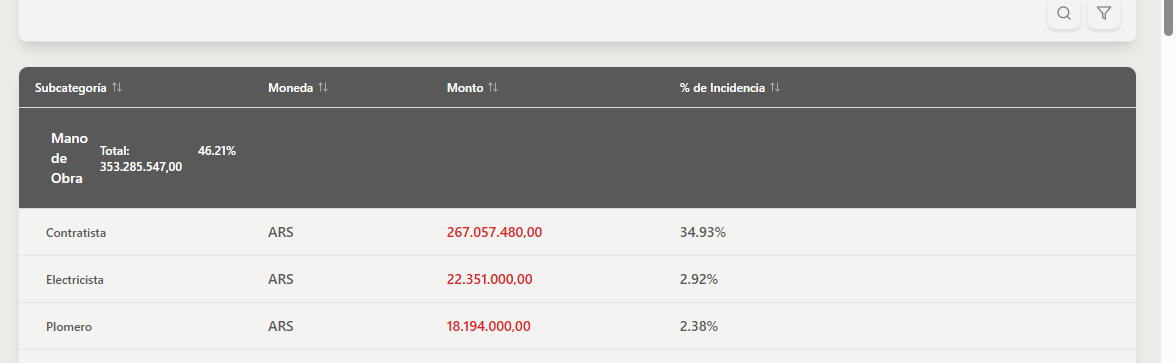 Subcategoría Moneda Monto % de Incidencia
Mano de Obra Total: 353.285.547,00 46.21%
Contratista ARS 267.057.480,00 34.93%
Electricista ARS 22.351.000,00 2.92%
Plomero ARS 18.194.000,00 2.38%